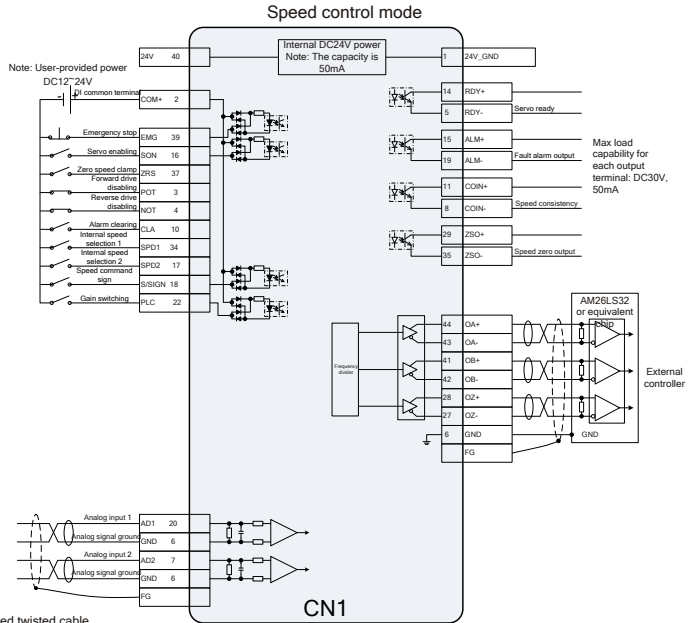 Speed control mode
24V 40
Internal DC24V power
Note: The capacity is
50mA
1 24V_GND
Note: User-provided power
DC12~24V
DI common terminal
COM+ 2
Emergency stop EMG 39
Servo enabling SON 16
Zero speed clamp ZRS 37
Forward drive
disabling POT 3
Reverse drive
disabling NOT 4
Alarm clearing CLA 10
Internal speed
selection 1 SPD1 34
Internal speed
selection 2 SPD2 17
Speed command
sign S/SIGN 18
Gain switching PLC 22
14 RDY+
5 RDY- Servo ready
15 ALM+
19 ALM- Fault alarm output
11 COIN+
8 COIN- Speed consistency
29 ZSO+
35 ZSO- Speed zero output
Max load
capability for
each output
terminal: DC30V,
50mA
Frequency
divider
44 OA+
43 OA-
41 OB+
42 OB-
28 OZ+
27 OZ-
6 GND
FG
AM26LS32
or equivalent
chip
GND
External
controller
Analog input 1 AD1 20
Analog signal ground GND 6
Analog input 2 AD2 7
Analog signal ground GND 6
FG
CN1
ed twisted cable